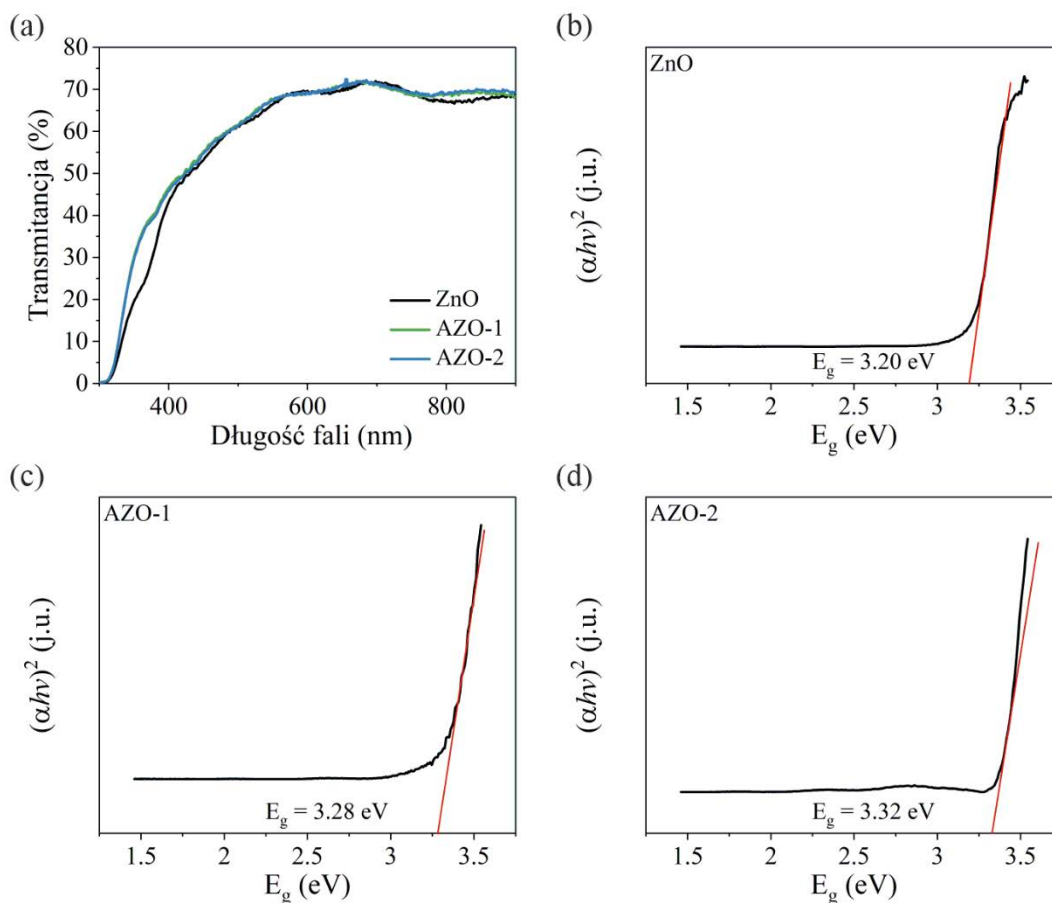 (a)
80
70
60
50
40
30
20
10
0
Transmitancja (%)
400 600 800
Długość fali (nm)
ZnO
AZO-1
AZO-2
(b)
ZnO
(αhν)² (j.u.)
E_g = 3.20 eV
1.5 2 2.5 3 3.5
E_g (eV)
(c)
AZO-1
(αhν)² (j.u.)
E_g = 3.28 eV
1.5 2 2.5 3 3.5
E_g (eV)
(d)
AZO-2
(αhν)² (j.u.)
E_g = 3.32 eV
1.5 2 2.5 3 3.5
E_g (eV)